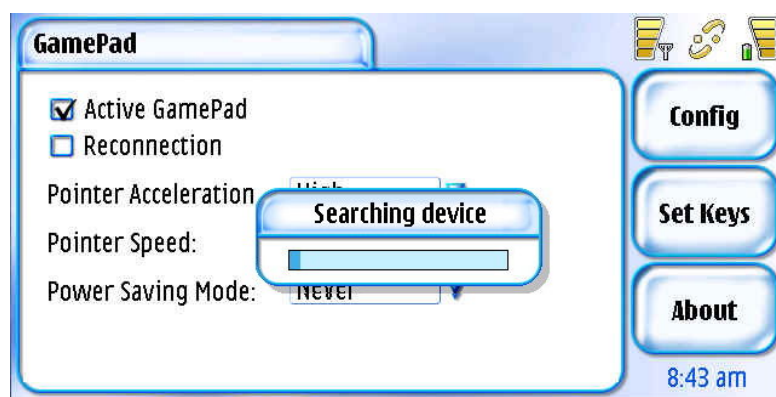 GamePad
Active GamePad
Reconnection
Pointer Acceleration
Searching device
Pointer Speed:
Power Saving Mode:
Never
Config
Set Keys
About
8:43 am